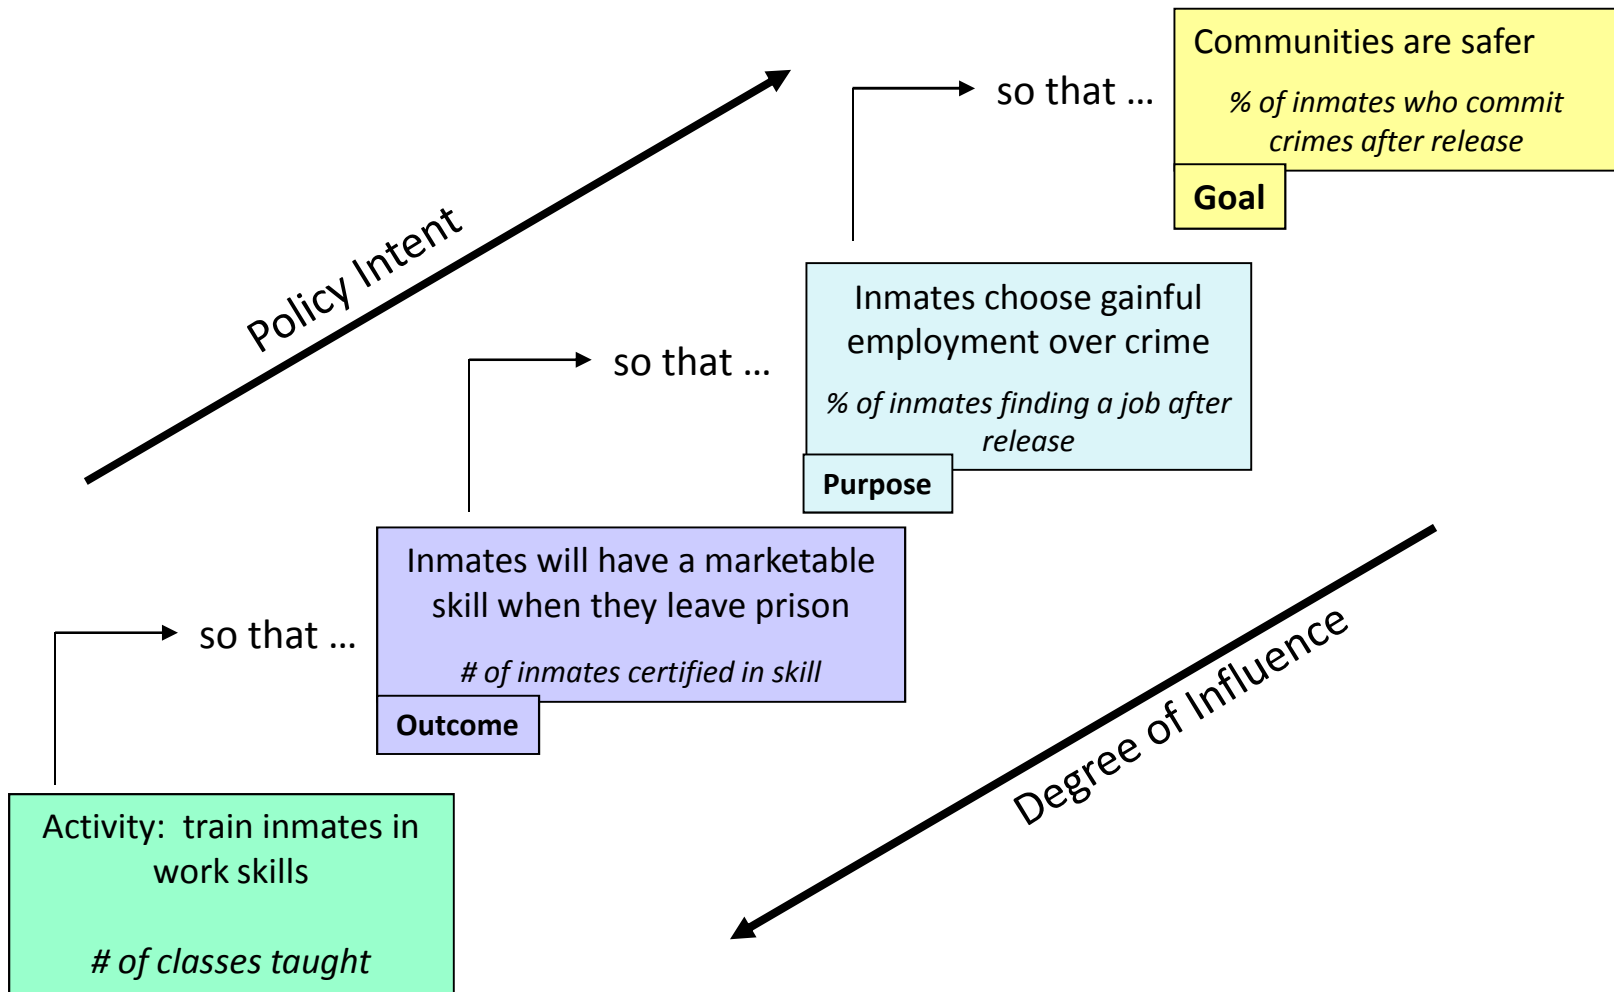 Communities are safer
% of inmates who commit
crimes after release
Goal
so that ...
Policy Intent
Inmates choose gainful
employment over crime
% of inmates finding a job after
release
Purpose
so that ...
Inmates will have a marketable
skill when they leave prison
# of inmates certified in skill
Outcome
so that ...
Degree of Influence
Activity:  train inmates in
work skills
# of classes taught